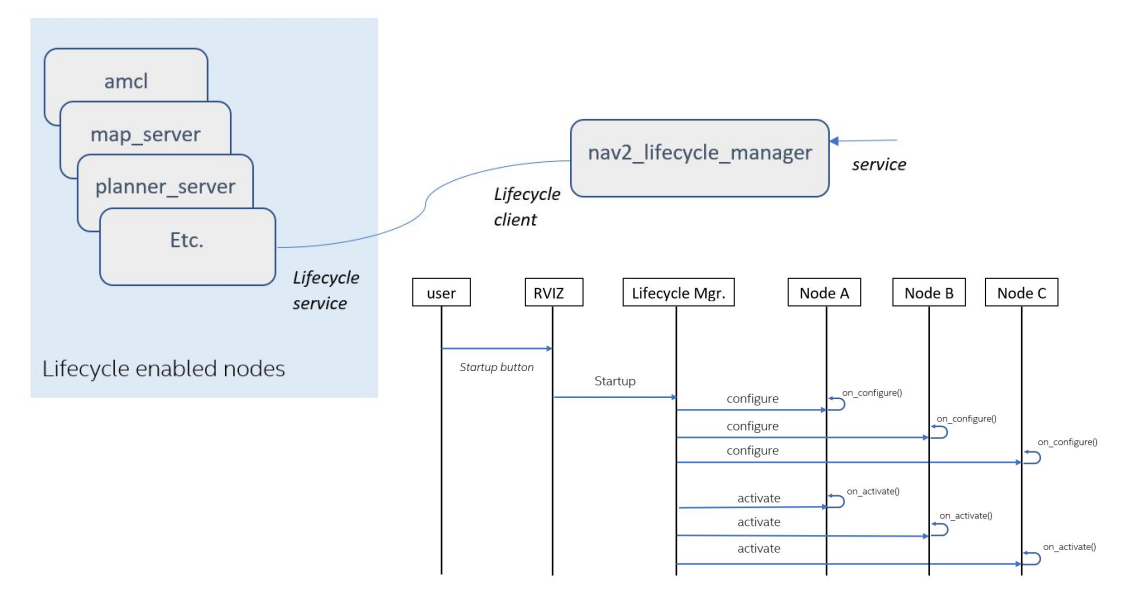 amcl
map_server
planner_server
Etc.
Lifecycle
service
Lifecycle enabled nodes
nav2_lifecycle_manager
service
Lifecycle
client
user
RVIZ
Lifecycle Mgr.
Node A
Node B
Node C
Startup button
Startup
configure
on_configure()
configure
on_configure()
configure
on_configure()
activate
on_activate()
activate
on_activate()
activate
on_activate()